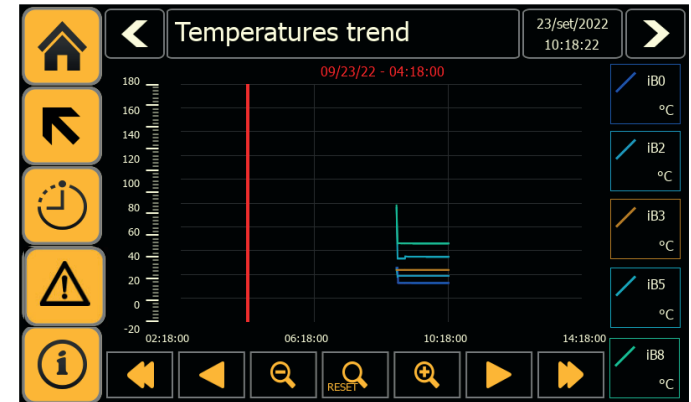 Temperatures trend
23/set/2022
10:18:22
09/23/22 - 04:18:00
180
160
140
120
100
80
60
40
20
0
-20
02:18:00
06:18:00
10:18:00
14:18:00
iB0
°C
iB2
°C
iB3
°C
iB5
°C
iB8
°C
RESET